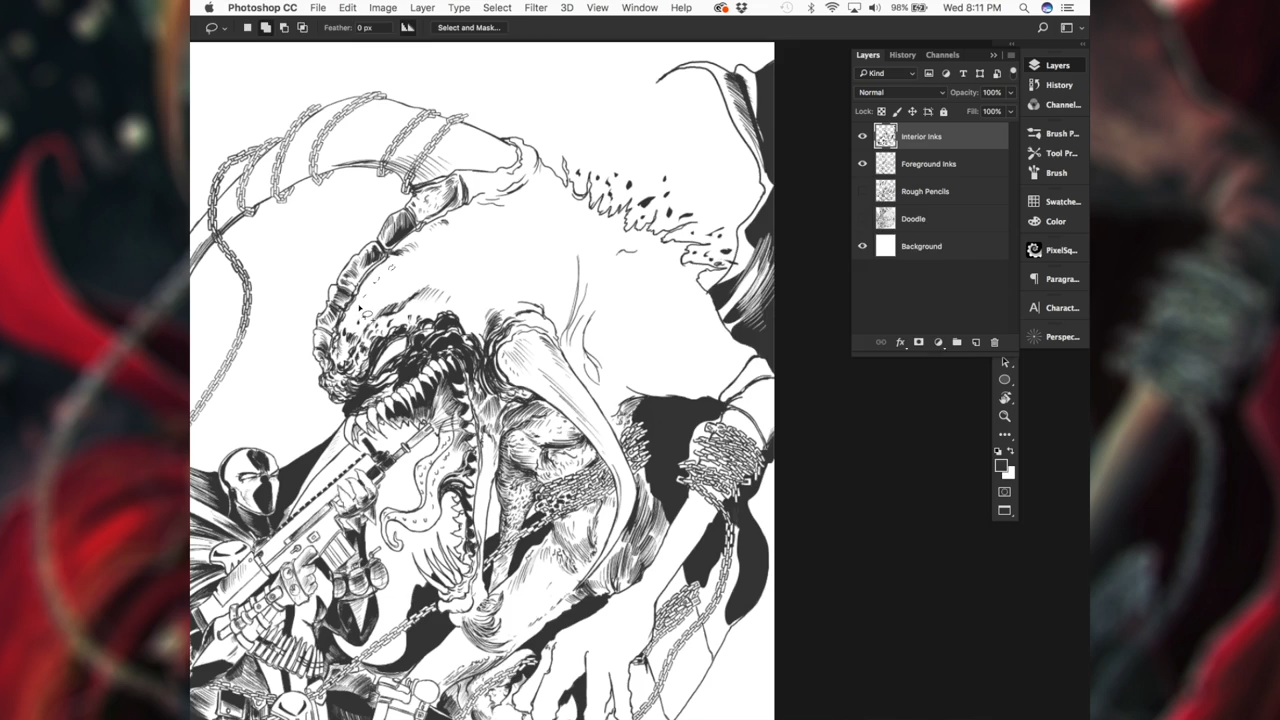 Photoshop CC File Edit Image Layer Type Select Filter 3D View Window Help 98% Wed 8:11 PM
Feather: 0 px Select and Mask...
Layers History Channels
Kind
Normal Opacity: 100%
Lock: Fill: 100%
Interior Inks
Foreground Inks
Rough Pencils
Doodle
Background
fx
Layers
History
Channel...
Brush P...
Tool Pr...
Brush
Swatche...
Color
PixelSq...
Paragra...
Charact...
Perspec...